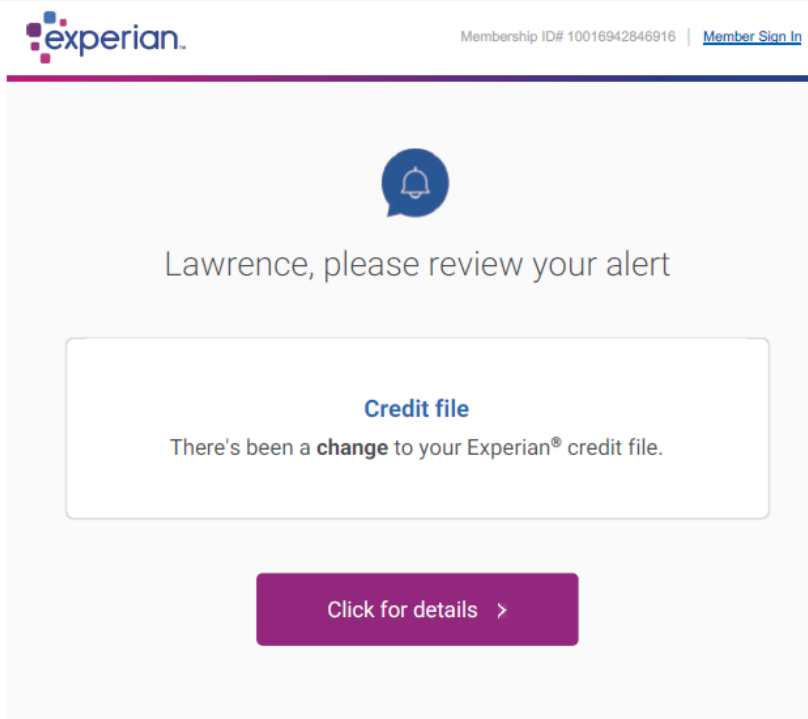 experian™
Membership ID# 10016942846916 | Member Sign In
Lawrence, please review your alert
Credit file
There's been a change to your Experian® credit file.
Click for details >